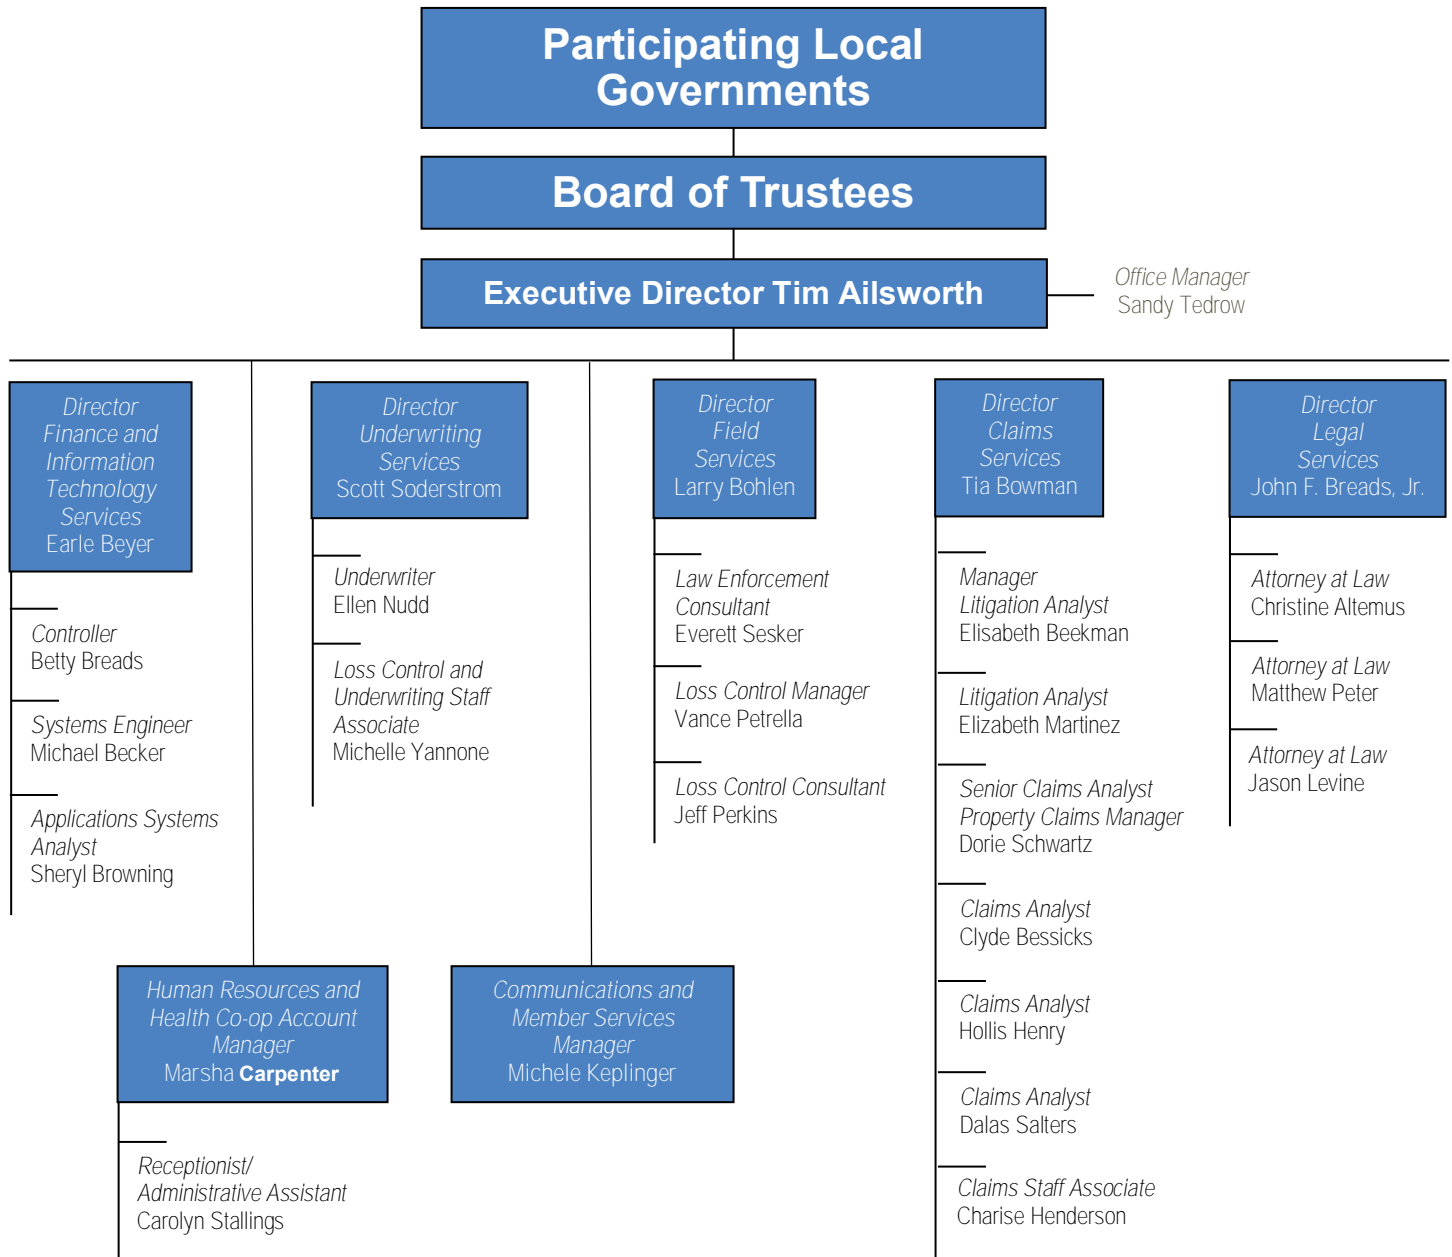 Participating Local
Governments
Board of Trustees
Executive Director Tim Ailsworth
Office Manager
Sandy Tedrow
Director
Finance and
Information
Technology
Services
Earle Beyer
Controller
Betty Breads
Systems Engineer
Michael Becker
Applications Systems
Analyst
Sheryl Browning
Director
Underwriting
Services
Scott Soderstrom
Underwriter
Ellen Nudd
Loss Control and
Underwriting Staff
Associate
Michelle Yannone
Director
Field
Services
Larry Bohlen
Law Enforcement
Consultant
Everett Sesker
Loss Control Manager
Vance Petrella
Loss Control Consultant
Jeff Perkins
Director
Claims
Services
Tia Bowman
Manager
Litigation Analyst
Elisabeth Beekman
Litigation Analyst
Elizabeth Martinez
Senior Claims Analyst
Property Claims Manager
Dorie Schwartz
Claims Analyst
Clyde Bessicks
Claims Analyst
Hollis Henry
Claims Analyst
Dalas Salters
Claims Staff Associate
Charise Henderson
Director
Legal
Services
John F. Breads, Jr.
Attorney at Law
Christine Altemus
Attorney at Law
Matthew Peter
Attorney at Law
Jason Levine
Human Resources and
Health Co-op Account
Manager
Marsha Carpenter
Receptionist/
Administrative Assistant
Carolyn Stallings
Communications and
Member Services
Manager
Michele Keplinger